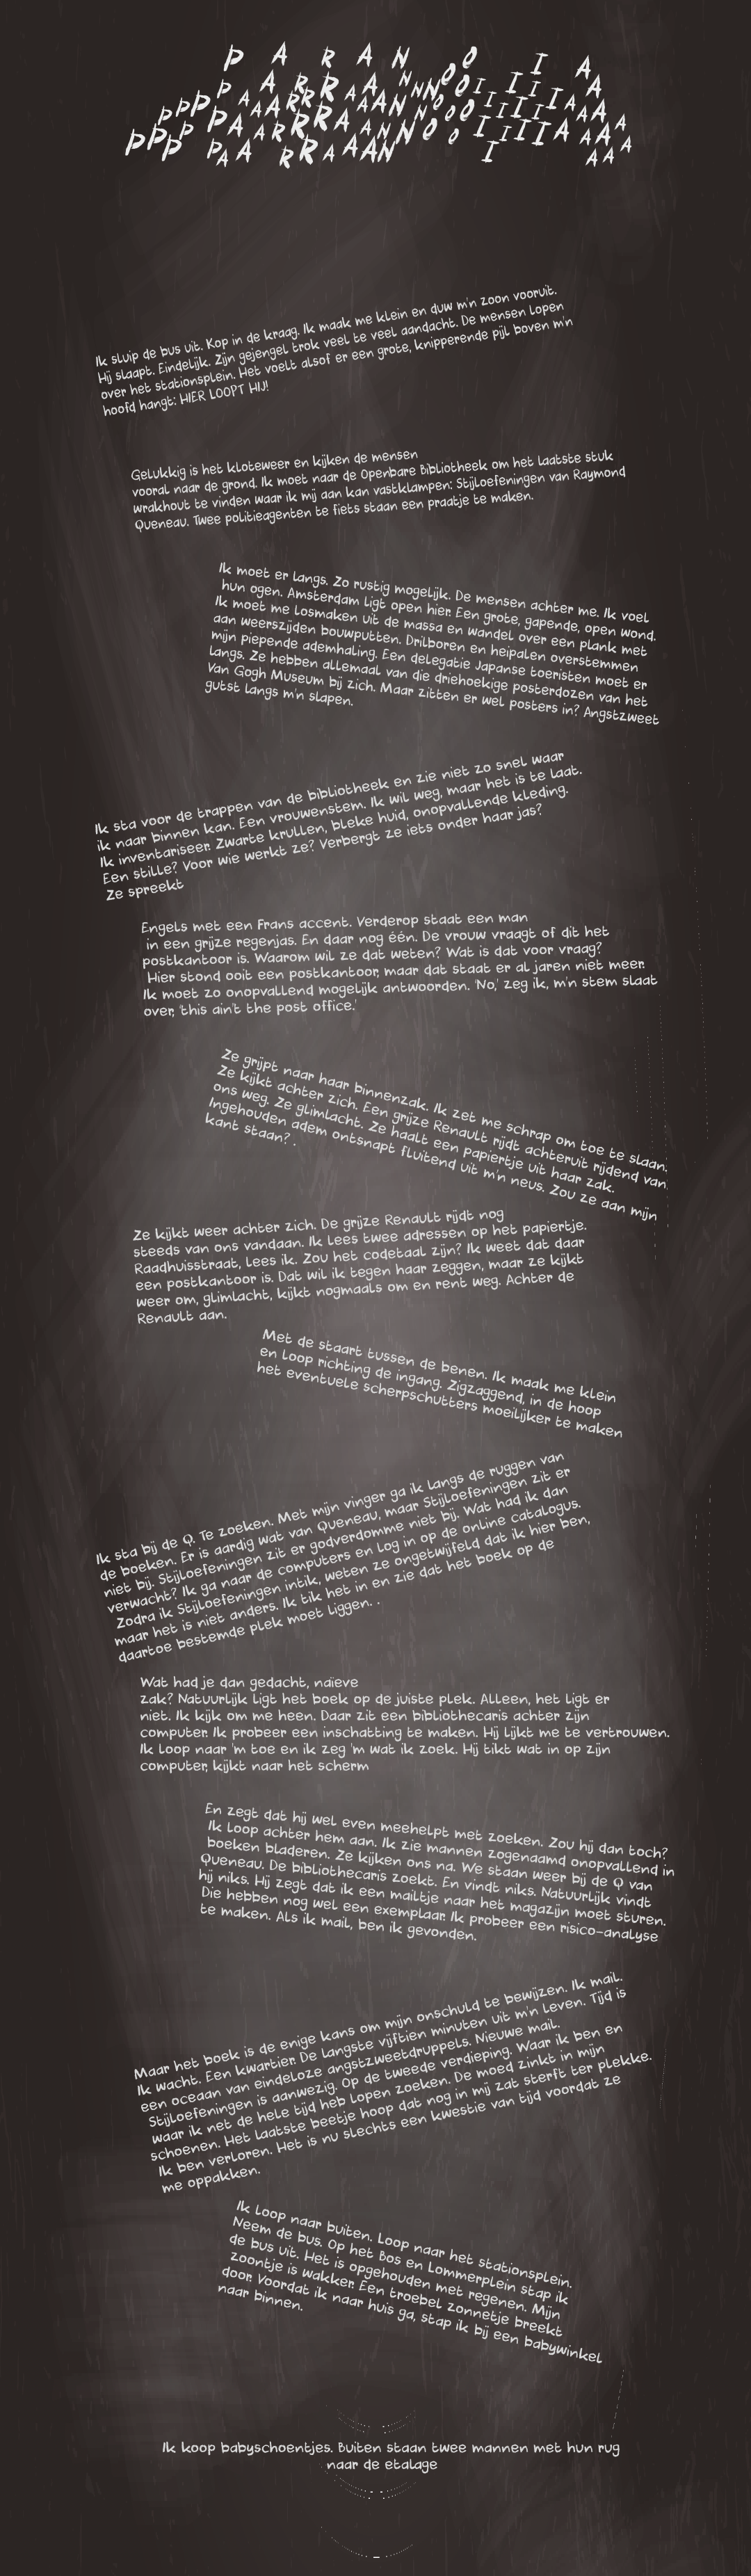 P A R A N O I A
Ik sluip de bus uit. Kop in de kraag. Ik maak me klein en duw m'n zoon vooruit.
Hij slaapt. Eindelijk. Zijn gejengel trok veel te veel aandacht. De mensen lopen
over het stationsplein. Het voelt alsof er een grote, knipperende pijl boven m'n
hoofd hangt: HIER LOOPT HIJ!
Gelukkig is het kloteweer en kijken de mensen
vooral naar de grond. Ik moet naar de Openbare Bibliotheek om het laatste stuk
wrakhout te vinden waar ik mij aan kan vastklampen: Stijloefeningen van Raymond
Queneau. Twee politieagenten te fiets staan een praatje te maken.
Ik moet er langs. Zo rustig mogelijk. De mensen achter me. Ik voel
hun ogen. Amsterdam ligt open hier. Een grote, gapende, open wond.
Ik moet me losmaken uit de massa en wandel over een plank met
aan weerszijden bouwputten. Drilboren en heipalen overstemmen
mijn piepende ademhaling. Een delegatie Japanse toeristen moet er
langs. Ze hebben allemaal van die driehoekige posterdozen van het
Van Gogh Museum bij zich. Maar zitten er wel posters in? Angstzweet
gutst langs m'n slapen.
Ik sta voor de trappen van de bibliotheek en zie niet zo snel waar
ik naar binnen kan. Een vrouwenstem. Ik wil weg, maar het is te laat.
Ik inventariseer. Zwarte krullen, bleke huid, onopvallende kleding.
Een stille? Voor wie werkt ze? Verbergt ze iets onder haar jas?
Ze spreekt
Engels met een Frans accent. Verderop staat een man
in een grijze regenjas. En daar nog één. De vrouw vraagt of dit het
postkantoor is. Waarom wil ze dat weten? Wat is dat voor vraag?
Hier stond ooit een postkantoor, maar dat staat er al jaren niet meer.
Ik moet zo onopvallend mogelijk antwoorden. 'No,' zeg ik, m'n stem slaat
over, 'this ain't the post office.'
Ze grijpt naar haar binnenzak. Ik zet me schrap om toe te slaan.
Ze kijkt achter zich. Een grijze Renault rijdt achteruit rijdend van
ons weg. Ze glimlacht. Ze haalt een papiertje uit haar zak.
Ingehouden adem ontsnapt fluitend uit m'n neus. Zou ze aan mijn
kant staan? .
Ze kijkt weer achter zich. De grijze Renault rijdt nog
steeds van ons vandaan. Ik lees twee adressen op het papiertje.
Raadhuisstraat, lees ik. Zou het codetaal zijn? Ik weet dat daar
een postkantoor is. Dat wil ik tegen haar zeggen, maar ze kijkt
weer om, glimlacht, kijkt nogmaals om en rent weg. Achter de
Renault aan.
Met de staart tussen de benen. Ik maak me klein
en loop richting de ingang. Zigzaggend, in de hoop
het eventuele scherpschutters moeilijker te maken
Ik sta bij de Q. Te zoeken. Met mijn vinger ga ik langs de ruggen van
de boeken. Er is aardig wat van Queneau, maar Stijloefeningen zit er
niet bij. Stijloefeningen zit er godverdomme niet bij. Wat had ik dan
verwacht? Ik ga naar de computers en Log in op de online catalogus.
Zodra ik Stijloefeningen intik, weten ze ongetwijfeld dat ik hier ben,
maar het is niet anders. Ik tik het in en zie dat het boek op de
daartoe bestemde plek moet liggen. .
Wat had je dan gedacht, naïeve
zak? Natuurlijk ligt het boek op de juiste plek. Alleen, het ligt er
niet. Ik kijk om me heen. Daar zit een bibliothecaris achter zijn
computer. Ik probeer een inschatting te maken. Hij lijkt me te vertrouwen.
Ik loop naar 'm toe en ik zeg 'm wat ik zoek. Hij tikt wat in op zijn
computer, kijkt naar het scherm
En zegt dat hij wel even meehelpt met zoeken. Zou hij dan toch?
Ik loop achter hem aan. Ik zie mannen zogenaamd onopvallend in
boeken bladeren. Ze kijken ons na. We staan weer bij de Q van
Queneau. De bibliothecaris zoekt. En vindt niks. Natuurlijk vindt
hij niks. Hij zegt dat ik een mailtje naar het magazijn moet sturen.
Die hebben nog wel een exemplaar. Ik probeer een risico-analyse
te maken. Als ik mail, ben ik gevonden.
Maar het boek is de enige kans om mijn onschuld te bewijzen. Ik mail.
Ik wacht. Een kwartier. De langste vijftien minuten uit m'n leven. Tijd is
een oceaan van eindeloze angstzweetdruppels. Nieuwe mail.
Stijloefeningen is aanwezig. Op de tweede verdieping. Waar ik ben en
waar ik net de hele tijd heb lopen zoeken. De moed zinkt in mijn
schoenen. Het laatste beetje hoop dat nog in mij zat sterft ter plekke.
Ik ben verloren. Het is nu slechts een kwestie van tijd voordat ze
me oppakken.
Ik loop naar buiten. Loop naar het stationsplein.
Neem de bus. Op het Bos en Lommerplein stap ik
de bus uit. Het is opgehouden met regenen. Mijn
zoontje is wakker. Een troebel zonnetje breekt
door. Voordat ik naar huis ga, stap ik bij een babywinkel
naar binnen.
Ik koop babyschoentjes. Buiten staan twee mannen met hun rug
naar de etalage